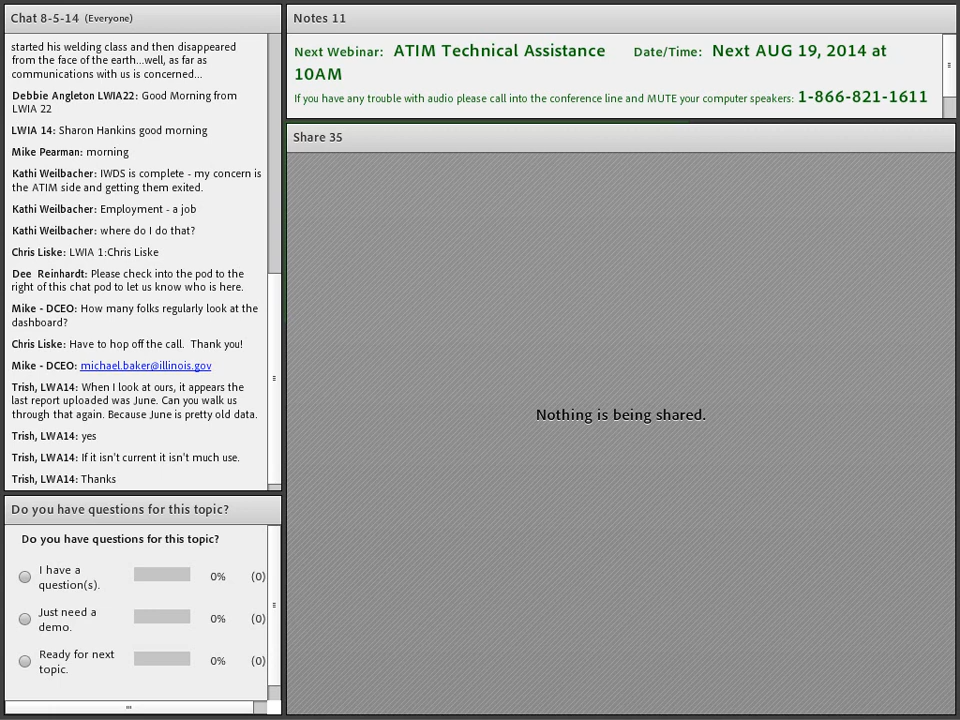 Chat 8-5-14 (Everyone)
started his welding class and then disappeared
from the face of the earth...well, as far as
communications with us is concerned...
Debbie Angleton LWIA22: Good Morning from
LWIA 22
LWIA 14: Sharon Hankins good morning
Mike Pearman: morning
Kathi Weilbacher: IWDS is complete - my concern is
the ATIM side and getting them exited.
Kathi Weilbacher: Employment - a job
Kathi Weilbacher: where do I do that?
Chris Liske: LWIA 1:Chris Liske
Dee Reinhardt: Please check into the pod to the
right of this chat pod to let us know who is here.
Mike - DCEO: How many folks regularly look at the
dashboard?
Chris Liske: Have to hop off the call. Thank you!
Mike - DCEO: michael.baker@illinois.gov
Trish, LWA14: When I look at ours, it appears the
last report uploaded was June. Can you walk us
through that again. Because June is pretty old data.
Trish, LWA14: yes
Trish, LWA14: If it isn't current it isn't much use.
Trish, LWA14: Thanks
Do you have questions for this topic?
Do you have questions for this topic?
I have a
question(s).
0% (0)
Just need a
demo.
0% (0)
Ready for next
topic.
0% (0)
Notes 11
Next Webinar: ATIM Technical Assistance Date/Time: Next AUG 19, 2014 at
10AM
If you have any trouble with audio please call into the conference line and MUTE your computer speakers: 1-866-821-1611
Share 35
Nothing is being shared.